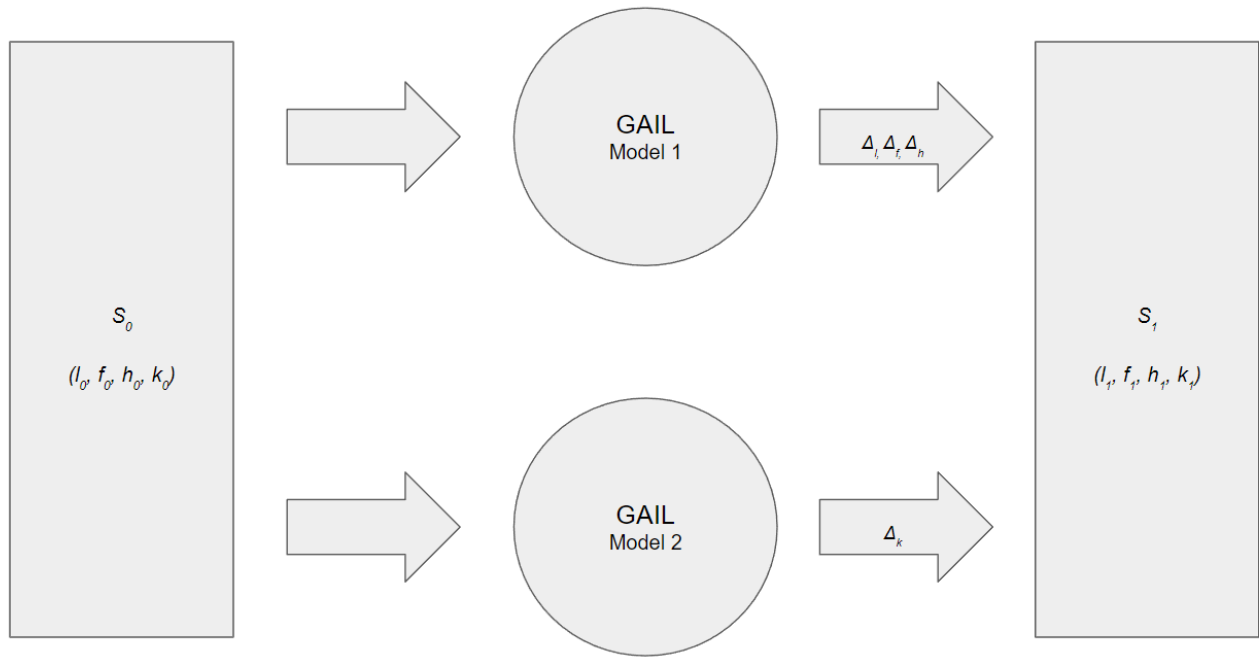 S₀
(l₀, f₀, h₀, k₀)
GAIL
Model 1
Δₗ, Δ_f, Δₕ
GAIL
Model 2
Δₖ
S₁
(l₁, f₁, h₁, k₁)